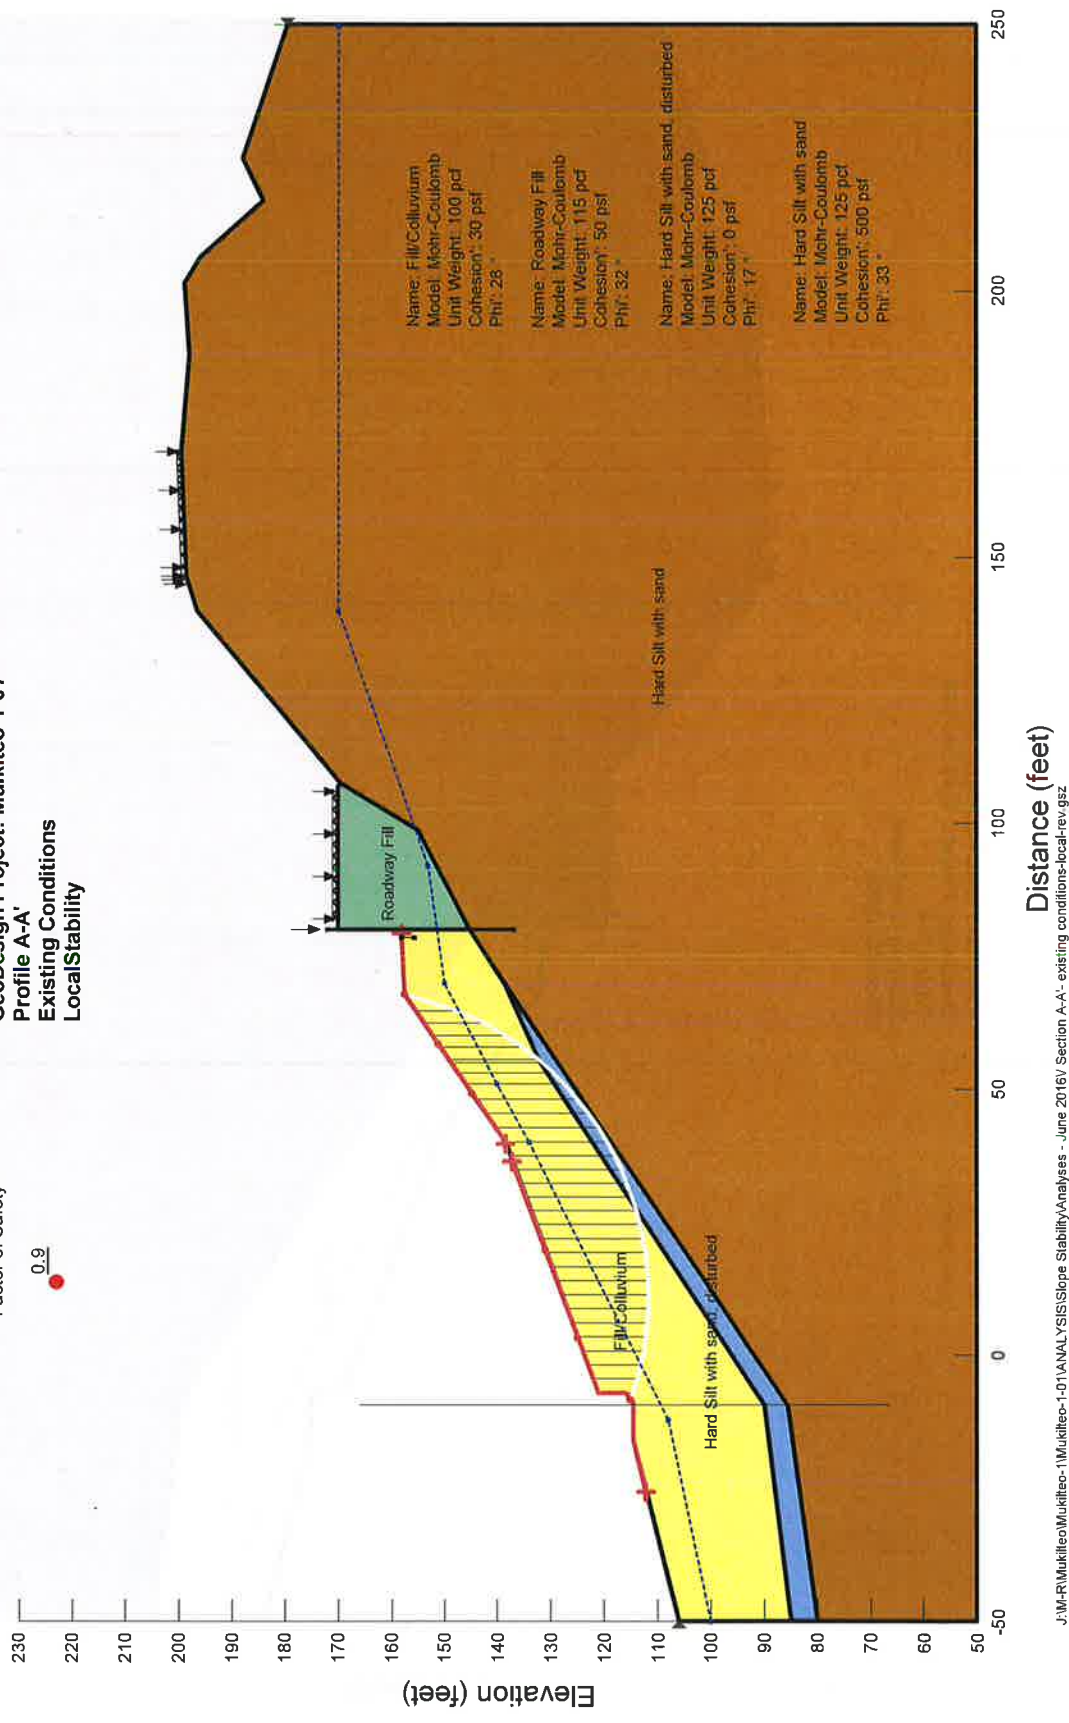 Profile A-A'
Existing Conditions
LocalStability
Factor of Safety
0.9
Elevation (feet)
230
220
210
200
190
180
170
160
150
140
130
120
110
100
90
80
70
60
50
Roadway Fill
Fill/Colluvium
Hard Silt with sand, disturbed
Hard Silt with sand
Name: Fill/Colluvium
Model: Mohr-Coulomb
Unit Weight: 100 pcf
Cohesion': 30 psf
Phi': 28 °
Name: Roadway Fill
Model: Mohr-Coulomb
Unit Weight: 115 pcf
Cohesion': 50 psf
Phi': 32 °
Name: Hard Silt with sand, disturbed
Model: Mohr-Coulomb
Unit Weight: 125 pcf
Cohesion': 0 psf
Phi': 17 °
Name: Hard Silt with sand
Model: Mohr-Coulomb
Unit Weight: 125 pcf
Cohesion': 500 psf
Phi': 33 °
-50
0
50
100
150
200
250
Distance (feet)
J:\M-R\Mukilteo\Mukilteo-1\Mukilteo-1-01\ANALYSIS\Slope Stability\Analyses - June 2016\/ Section A-A'- existing conditions-local-rev.gsz